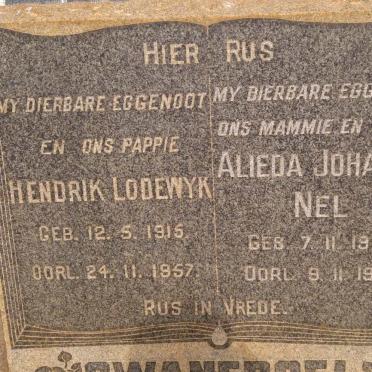 HIER RUS
MY DIERBARE EGGENOOT
EN ONS PAPPIE
HENDRIK LODEWYK
GEB. 12. 5. 1915
OORL. 24. 11. 1957.
MY DIERBARE
ONS MAMMIE EN
ALIEDA
NEL
GEB. 7. 11.
OORL. 9. 11.
RUS IN VREDE.